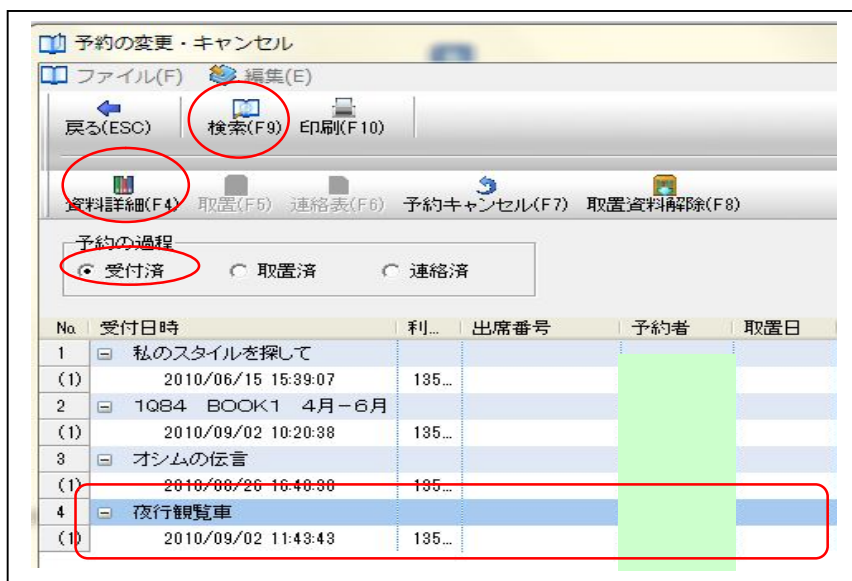 予約の変更・キャンセル
ファイル(F) 編集(E)
戻る(ESC) 検索(F9) 印刷(F10)
資料詳細(F4) 取置(F5) 連絡表(F6) 予約キャンセル(F7) 取置資料解除(F8)
予約の過程
受付済 取置済 連絡済
No. 受付日時 利... 出席番号 予約者 取置日
1 私のスタイルを探して
(1) 2010/06/15 15:39:07 135...
2 1Q84 BOOK1 4月-6月
(1) 2010/09/02 10:20:38 135...
3 オシムの伝言
(1) 2010/08/26 16:48:38 135...
4 夜行観覧車
(1) 2010/09/02 11:43:43 135...